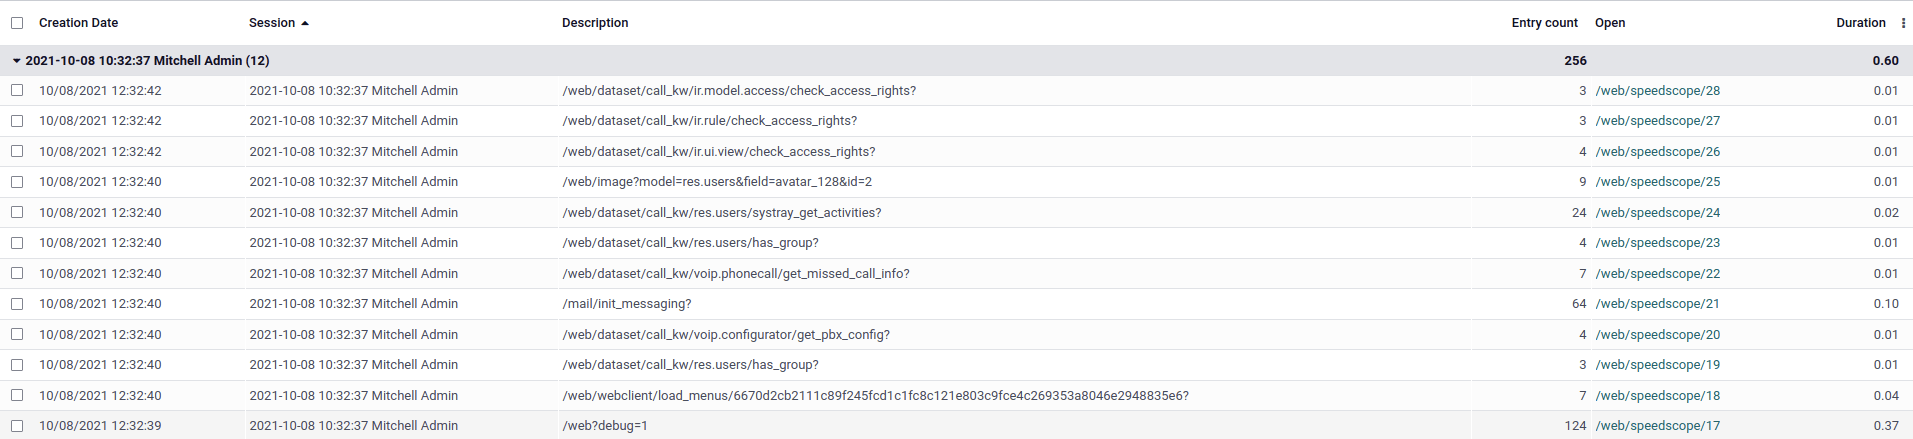 Creation Date Session Description Entry count Open Duration
2021-10-08 10:32:37 Mitchell Admin (12) 256 0.60
10/08/2021 12:32:42 2021-10-08 10:32:37 Mitchell Admin /web/dataset/call_kw/ir.model.access/check_access_rights? 3 /web/speedscope/28 0.01
10/08/2021 12:32:42 2021-10-08 10:32:37 Mitchell Admin /web/dataset/call_kw/ir.rule/check_access_rights? 3 /web/speedscope/27 0.01
10/08/2021 12:32:42 2021-10-08 10:32:37 Mitchell Admin /web/dataset/call_kw/ir.ui.view/check_access_rights? 4 /web/speedscope/26 0.01
10/08/2021 12:32:40 2021-10-08 10:32:37 Mitchell Admin /web/image?model=res.users&field=avatar_128&id=2 9 /web/speedscope/25 0.01
10/08/2021 12:32:40 2021-10-08 10:32:37 Mitchell Admin /web/dataset/call_kw/res.users/systray_get_activities? 24 /web/speedscope/24 0.02
10/08/2021 12:32:40 2021-10-08 10:32:37 Mitchell Admin /web/dataset/call_kw/res.users/has_group? 4 /web/speedscope/23 0.01
10/08/2021 12:32:40 2021-10-08 10:32:37 Mitchell Admin /web/dataset/call_kw/voip.phonecall/get_missed_call_info? 7 /web/speedscope/22 0.01
10/08/2021 12:32:40 2021-10-08 10:32:37 Mitchell Admin /mail/init_messaging? 64 /web/speedscope/21 0.10
10/08/2021 12:32:40 2021-10-08 10:32:37 Mitchell Admin /web/dataset/call_kw/voip.configurator/get_pbx_config? 4 /web/speedscope/20 0.01
10/08/2021 12:32:40 2021-10-08 10:32:37 Mitchell Admin /web/dataset/call_kw/res.users/has_group? 3 /web/speedscope/19 0.01
10/08/2021 12:32:40 2021-10-08 10:32:37 Mitchell Admin /web/webclient/load_menus/6670d2cb2111c89f245fcd1c1fc8c121e803c9fce4c269353a8046e2948835e6? 7 /web/speedscope/18 0.04
10/08/2021 12:32:39 2021-10-08 10:32:37 Mitchell Admin /web?debug=1 124 /web/speedscope/17 0.37